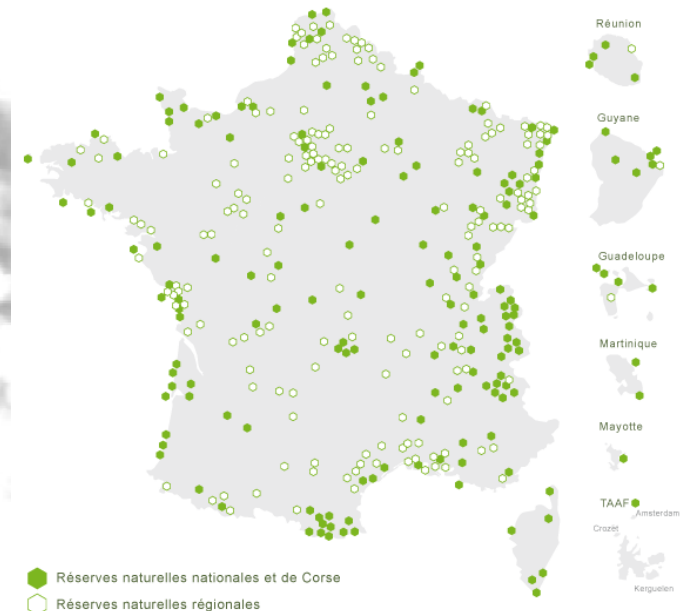 Réunion
Guyane
Guadeloupe
Martinique
Mayotte
TAAF
Amsterdam
Crozet
Kerguelen
Réserves naturelles nationales et de Corse
Réserves naturelles régionales